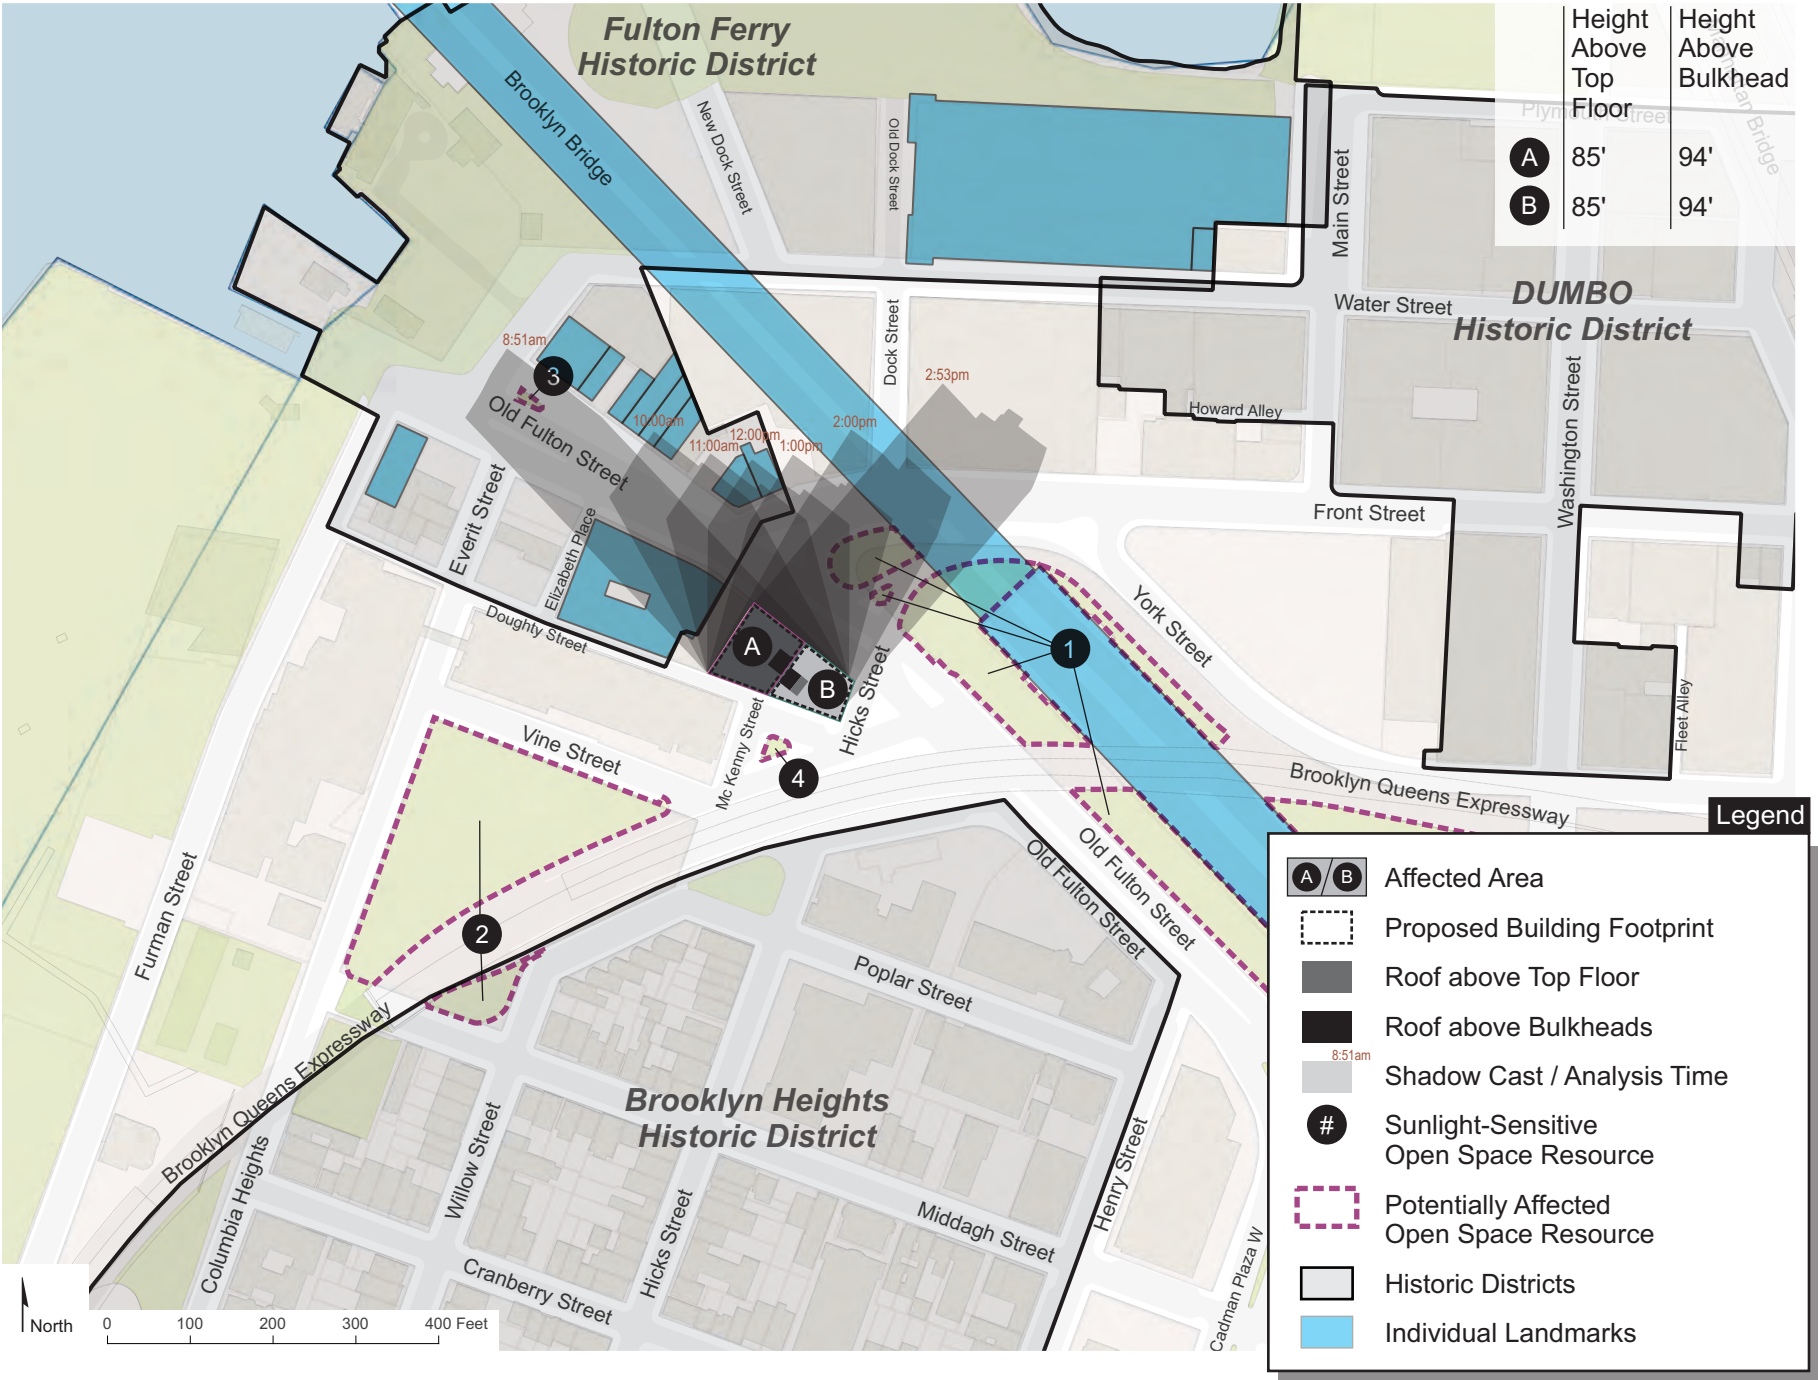 Fulton Ferry
Historic District
Height
Above
Top
Floor
Height
Above
Bulkhead
A
85'
94'
B
85'
94'
Brooklyn Bridge
New Dock Street
Old Dock Street
Main Street
Plymouth Street
Manhattan Bridge
DUMBO
Historic District
Water Street
Dock Street
Washington Street
8:51am
3
Old Fulton Street
10:00am
11:00am
12:00pm
1:00pm
2:00pm
2:53pm
Howard Alley
Front Street
Everit Street
Elizabeth Place
Doughty Street
A
B
1
York Street
Hicks Street
Mc Kenny Street
4
Vine Street
Fleet Alley
Brooklyn Queens Expressway
Furman Street
2
Old Fulton Street
Old Fulton Street
Poplar Street
Brooklyn Queens Expressway
Brooklyn Heights
Historic District
Columbia Heights
Willow Street
Hicks Street
Middagh Street
Henry Street
Cranberry Street
Cadman Plaza W
North
0 100 200 300 400 Feet
Legend
A / B Affected Area
Proposed Building Footprint
Roof above Top Floor
Roof above Bulkheads
8:51am
Shadow Cast / Analysis Time
# Sunlight-Sensitive
Open Space Resource
Potentially Affected
Open Space Resource
Historic Districts
Individual Landmarks